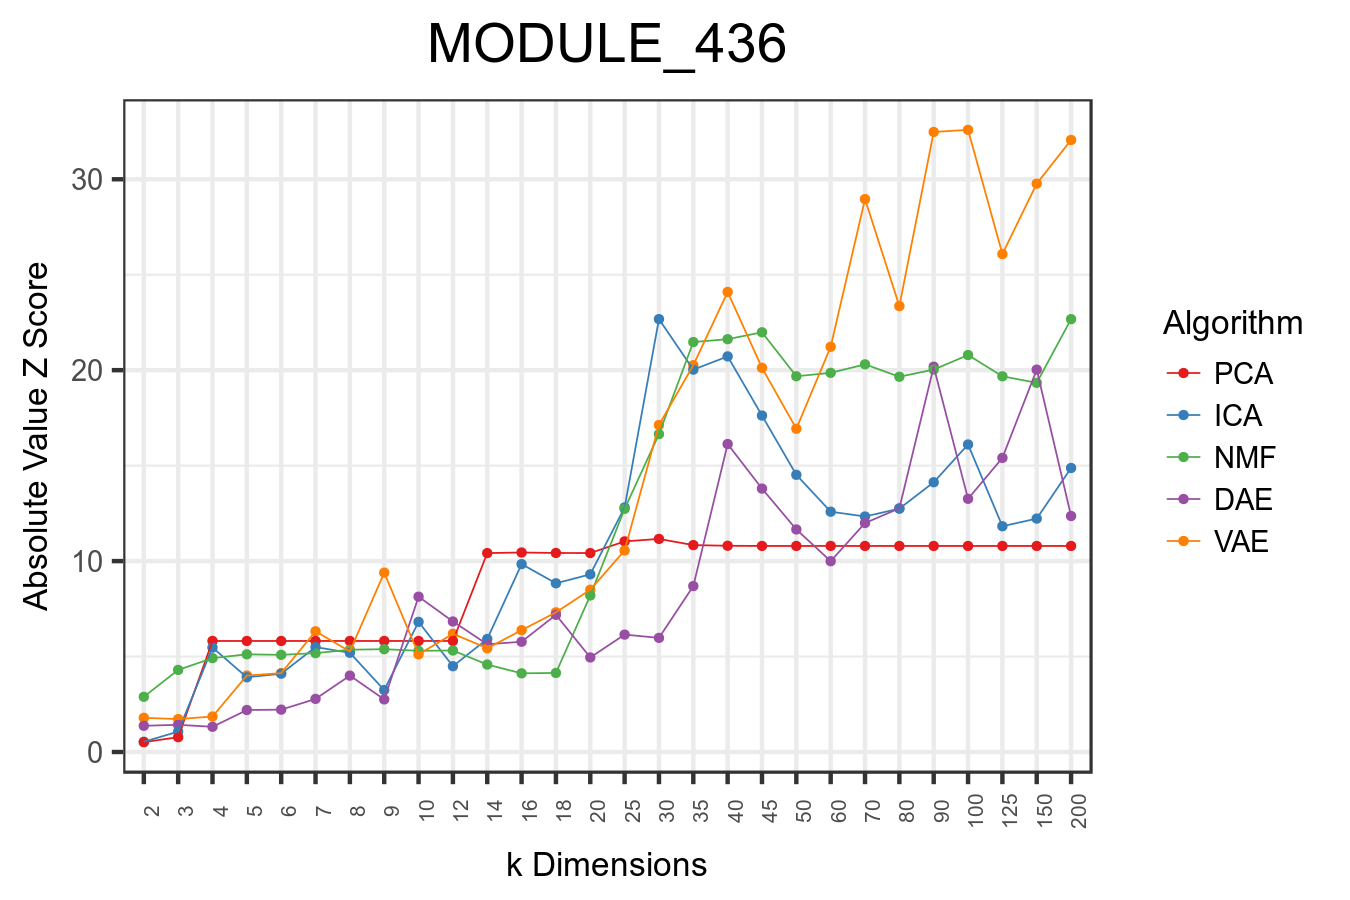 MODULE_436
Absolute Value Z Score
30
20
10
0
2 3 4 5 6 7 8 9 10 12 14 16 18 20 25 30 35 40 45 50 60 70 80 90 100 125 150 200
k Dimensions
Algorithm
PCA
ICA
NMF
DAE
VAE